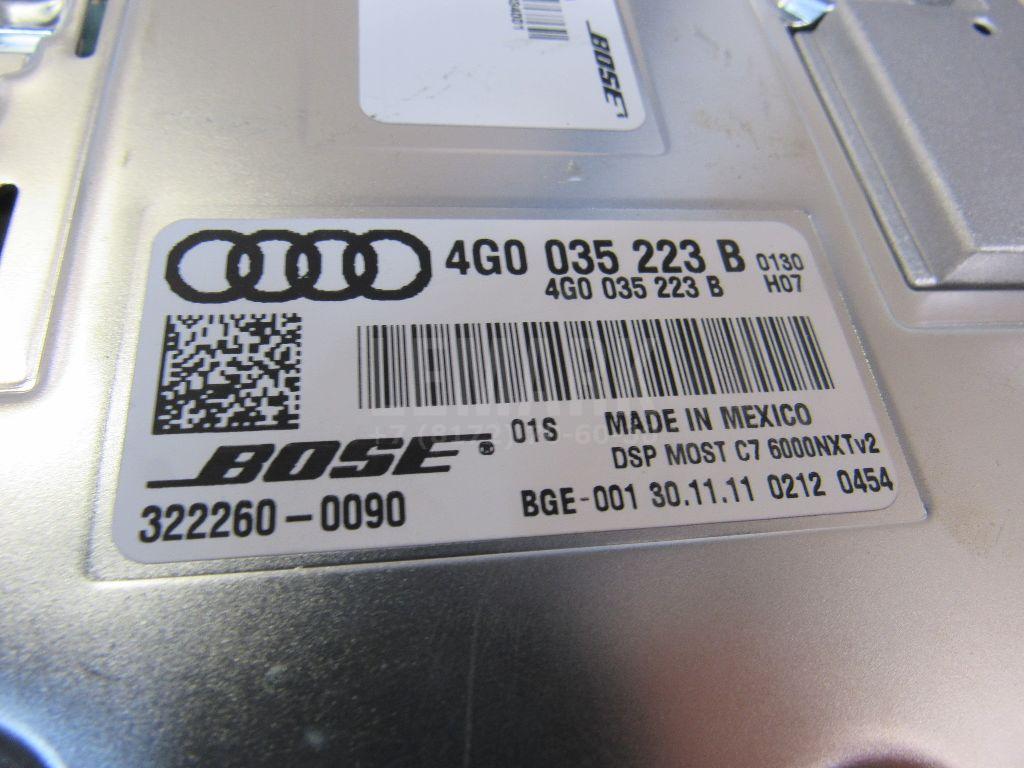 BOSE
4G0 035 223 B 0130
4G0 035 223 B H07
BOSE® 01S MADE IN MEXICO
DSP MOST C7 6000NXTv2
322260-0090 BGE-001 30.11.11 0212 0454